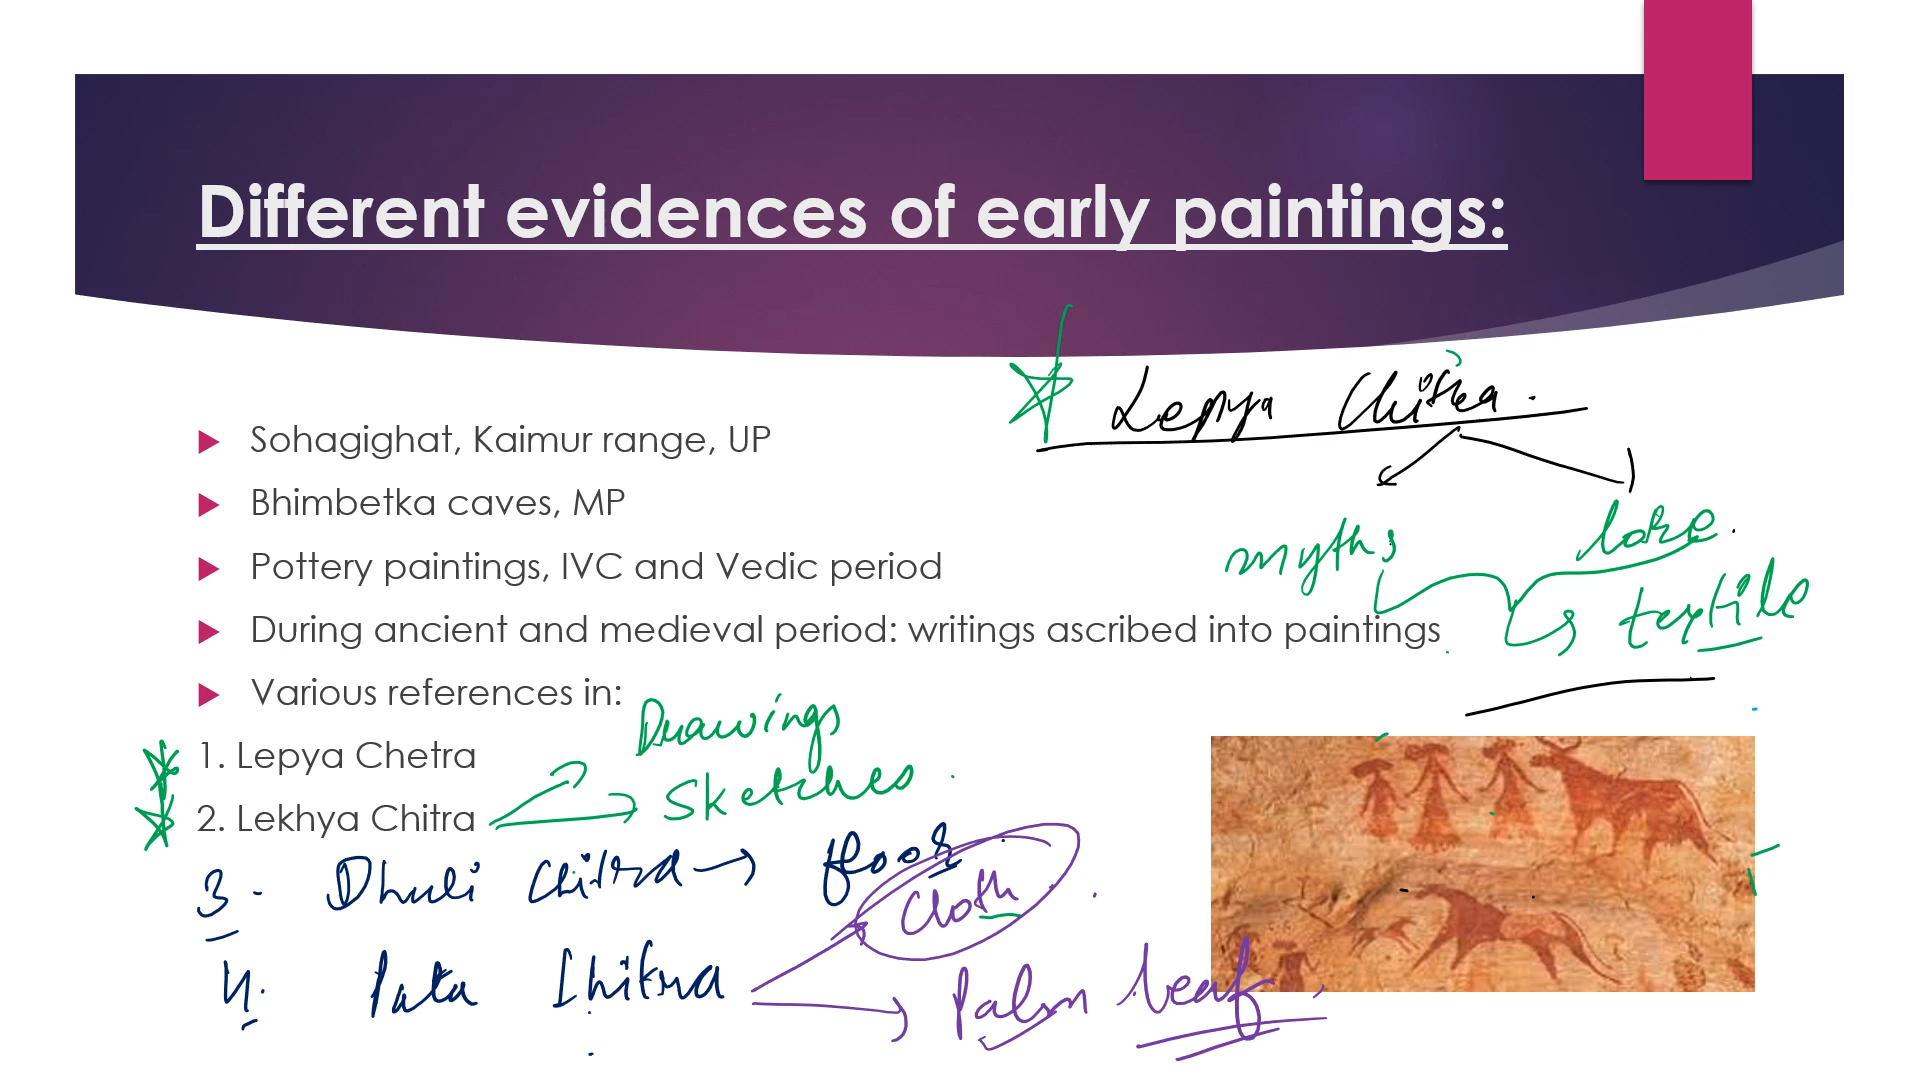 Different evidences of early paintings:
Lepya Chitra.
Sohagighat, Kaimur range, UP
Bhimbetka caves, MP
myths
lore.
Pottery paintings, IVC and Vedic period
textile
During ancient and medieval period: writings ascribed into paintings
Various references in:
Drawings
1. Lepya Chetra
Sketches
2. Lekhya Chitra
3. Dhuli Chitra → floor
Cloth
4. Pata Chitra
Palm leaf